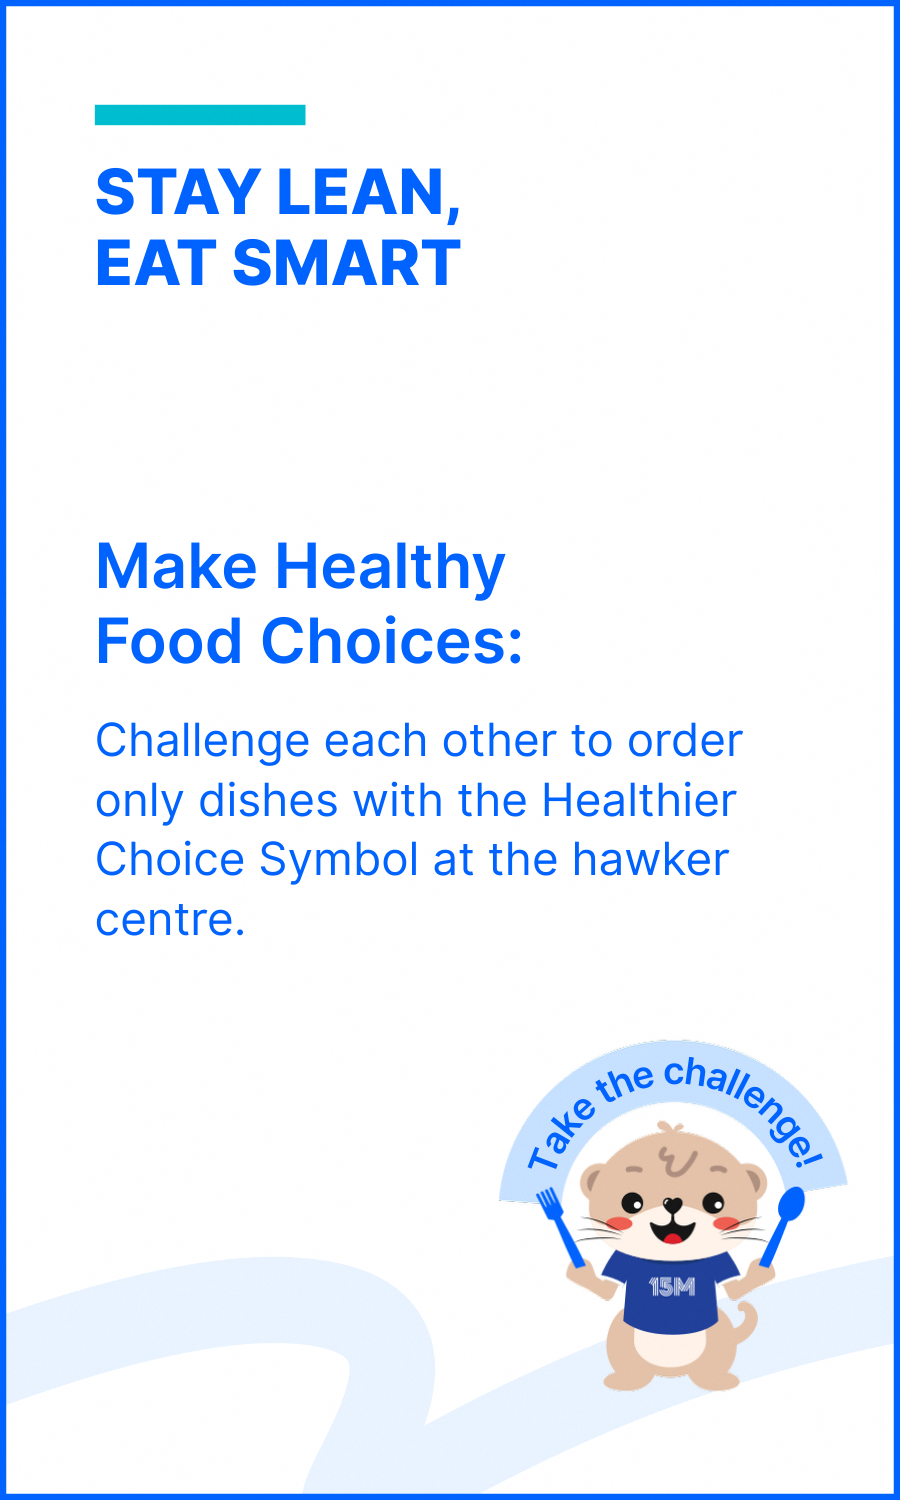 STAY LEAN,
EAT SMART
Make Healthy
Food Choices:
Challenge each other to order
only dishes with the Healthier
Choice Symbol at the hawker
centre.
Take the challenge!
15M